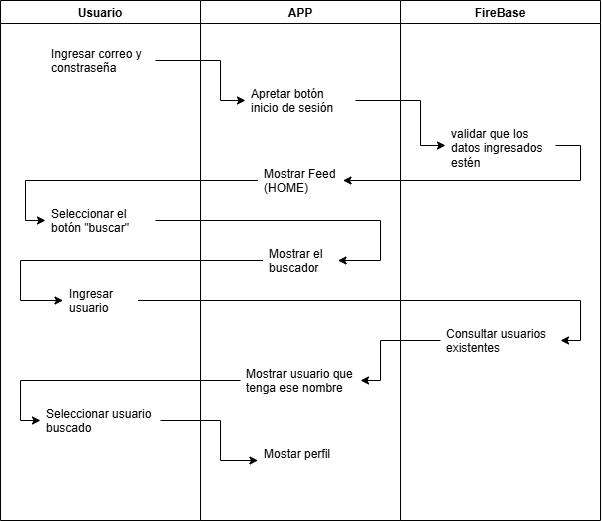 Usuario
APP
FireBase
Ingresar correo y
constraseña
Apretar botón
inicio de sesión
validar que los
datos ingresados
estén
Mostrar Feed
(HOME)
Seleccionar el
botón "buscar"
Mostrar el
buscador
Ingresar
usuario
Consultar usuarios
existentes
Mostrar usuario que
tenga ese nombre
Seleccionar usuario
buscado
Mostar perfil